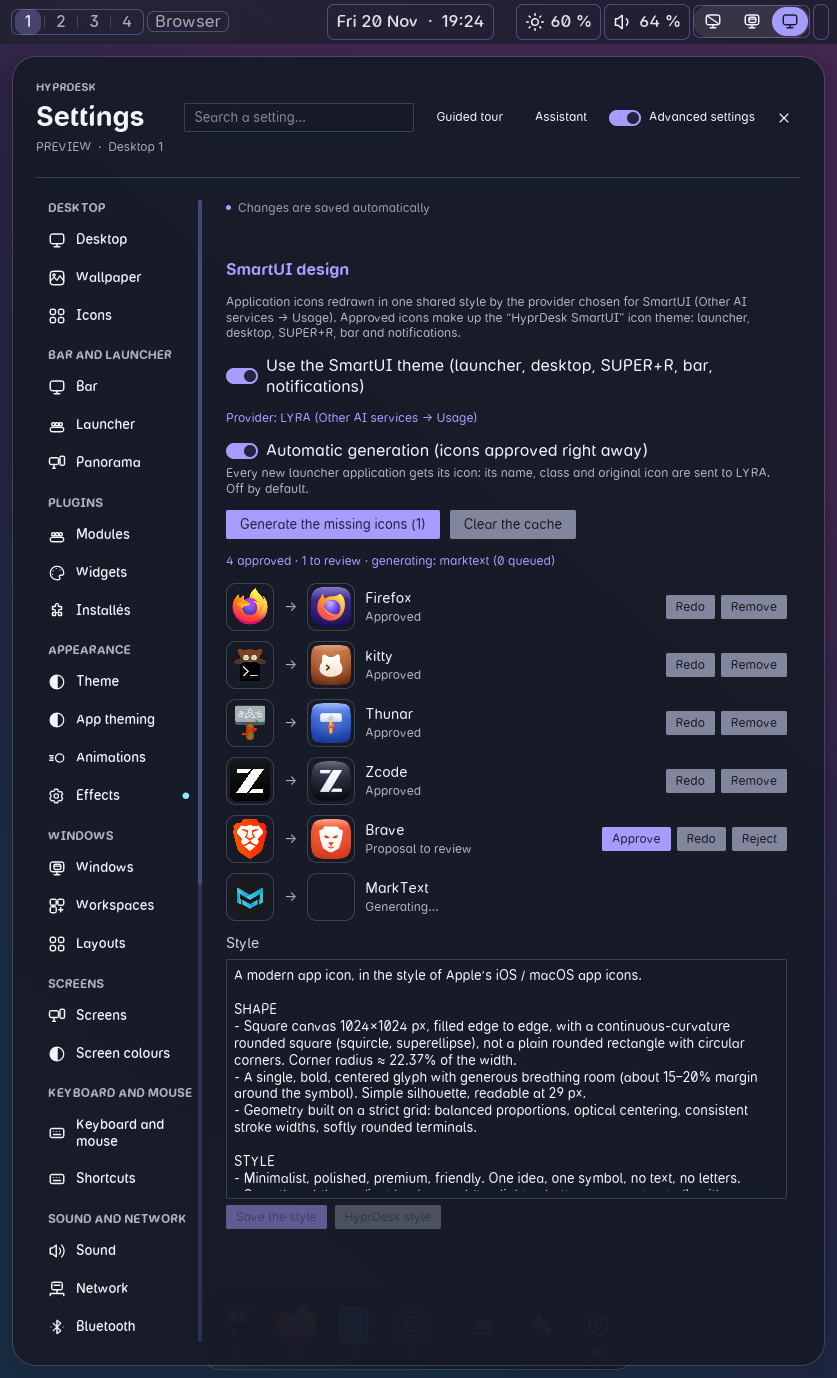 1 2 3 4 Browser Fri 20 Nov · 19:24 60 % 64 %
HYPRDESK
Settings
PREVIEW · Desktop 1
Search a setting...
Guided tour
Assistant
Advanced settings
DESKTOP
Desktop
Wallpaper
Icons
BAR AND LAUNCHER
Bar
Launcher
Panorama
PLUGINS
Modules
Widgets
Installés
APPEARANCE
Theme
App theming
Animations
Effects
WINDOWS
Windows
Workspaces
Layouts
SCREENS
Screens
Screen colours
KEYBOARD AND MOUSE
Keyboard and
mouse
Shortcuts
SOUND AND NETWORK
Sound
Network
Bluetooth
Changes are saved automatically
SmartUI design
Application icons redrawn in one shared style by the provider chosen for SmartUI (Other AI
services → Usage). Approved icons make up the “HyprDesk SmartUI” icon theme: launcher,
desktop, SUPER+R, bar and notifications.
Use the SmartUI theme (launcher, desktop, SUPER+R, bar,
notifications)
Provider: LYRA (Other AI services → Usage)
Automatic generation (icons approved right away)
Every new launcher application gets its icon: its name, class and original icon are sent to LYRA.
Off by default.
Generate the missing icons (1) Clear the cache
4 approved · 1 to review · generating: marktext (0 queued)
→ Firefox
Approved
Redo Remove
→ kitty
Approved
Redo Remove
→ Thunar
Approved
Redo Remove
→ Zcode
Approved
Redo Remove
→ Brave
Proposal to review
Approve Redo Reject
→ MarkText
Generating...
Style
A modern app icon, in the style of Apple's iOS / macOS app icons.
SHAPE
- Square canvas 1024×1024 px, filled edge to edge, with a continuous-curvature
rounded square (squircle, superellipse), not a plain rounded rectangle with circular
corners. Corner radius ≈ 22.37% of the width.
- A single, bold, centered glyph with generous breathing room (about 15–20% margin
around the symbol). Simple silhouette, readable at 29 px.
- Geometry built on a strict grid: balanced proportions, optical centering, consistent
stroke widths, softly rounded terminals.
STYLE
- Minimalist, polished, premium, friendly. One idea, one symbol, no text, no letters.
Save the style HyprDesk style